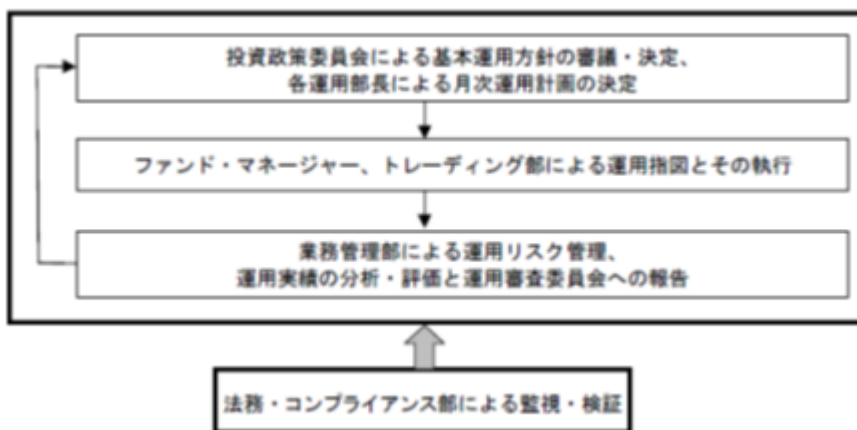 投資政策委員会による基本運用方針の審議・決定、
各運用部長による月次運用計画の決定
ファンド・マネージャー、トレーディング部による運用指図とその執行
業務管理部による運用リスク管理、
運用実績の分析・評価と運用審査委員会への報告
法務・コンプライアンス部による監視・検証